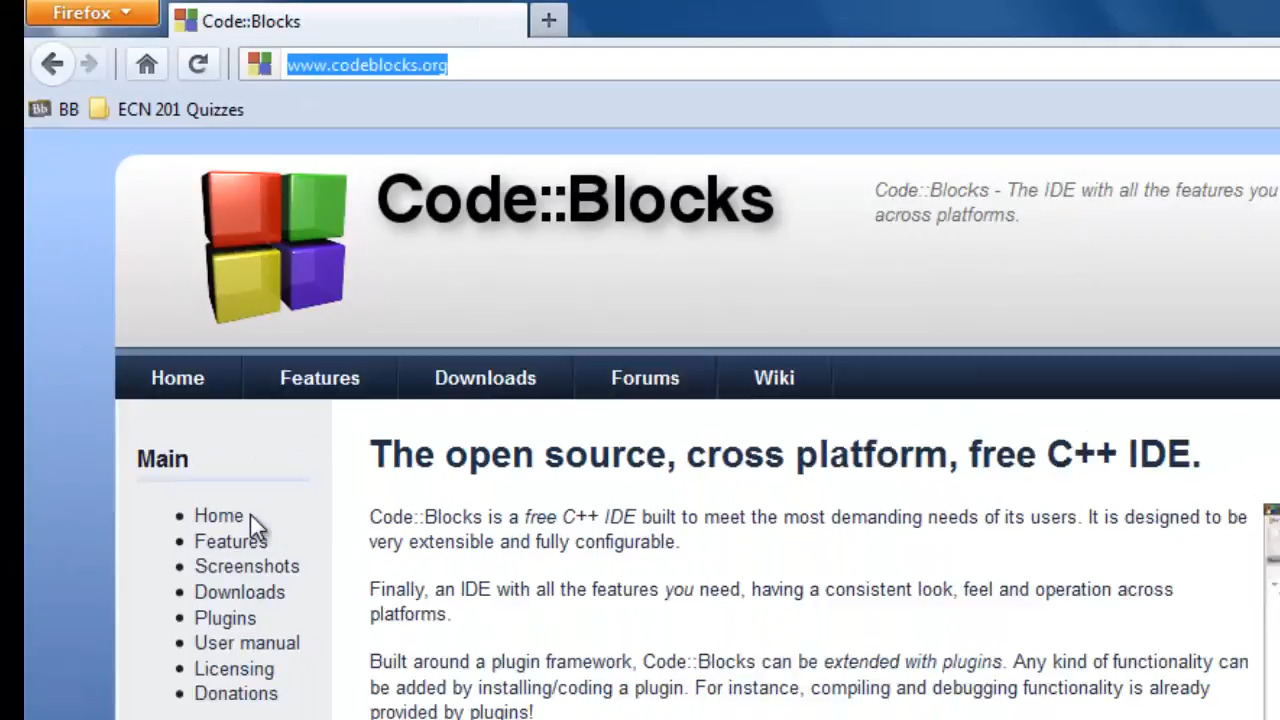 Firefox
Code::Blocks
www.codeblocks.org
BB
ECN 201 Quizzes
Code::Blocks
Code::Blocks - The IDE with all the features you
across platforms.
Home
Features
Downloads
Forums
Wiki
Main
Home
Features
Screenshots
Downloads
Plugins
User manual
Licensing
Donations
The open source, cross platform, free C++ IDE.
Code::Blocks is a free C++ IDE built to meet the most demanding needs of its users. It is designed to be
very extensible and fully configurable.
Finally, an IDE with all the features you need, having a consistent look, feel and operation across
platforms.
Built around a plugin framework, Code::Blocks can be extended with plugins. Any kind of functionality can
be added by installing/coding a plugin. For instance, compiling and debugging functionality is already
provided by plugins!